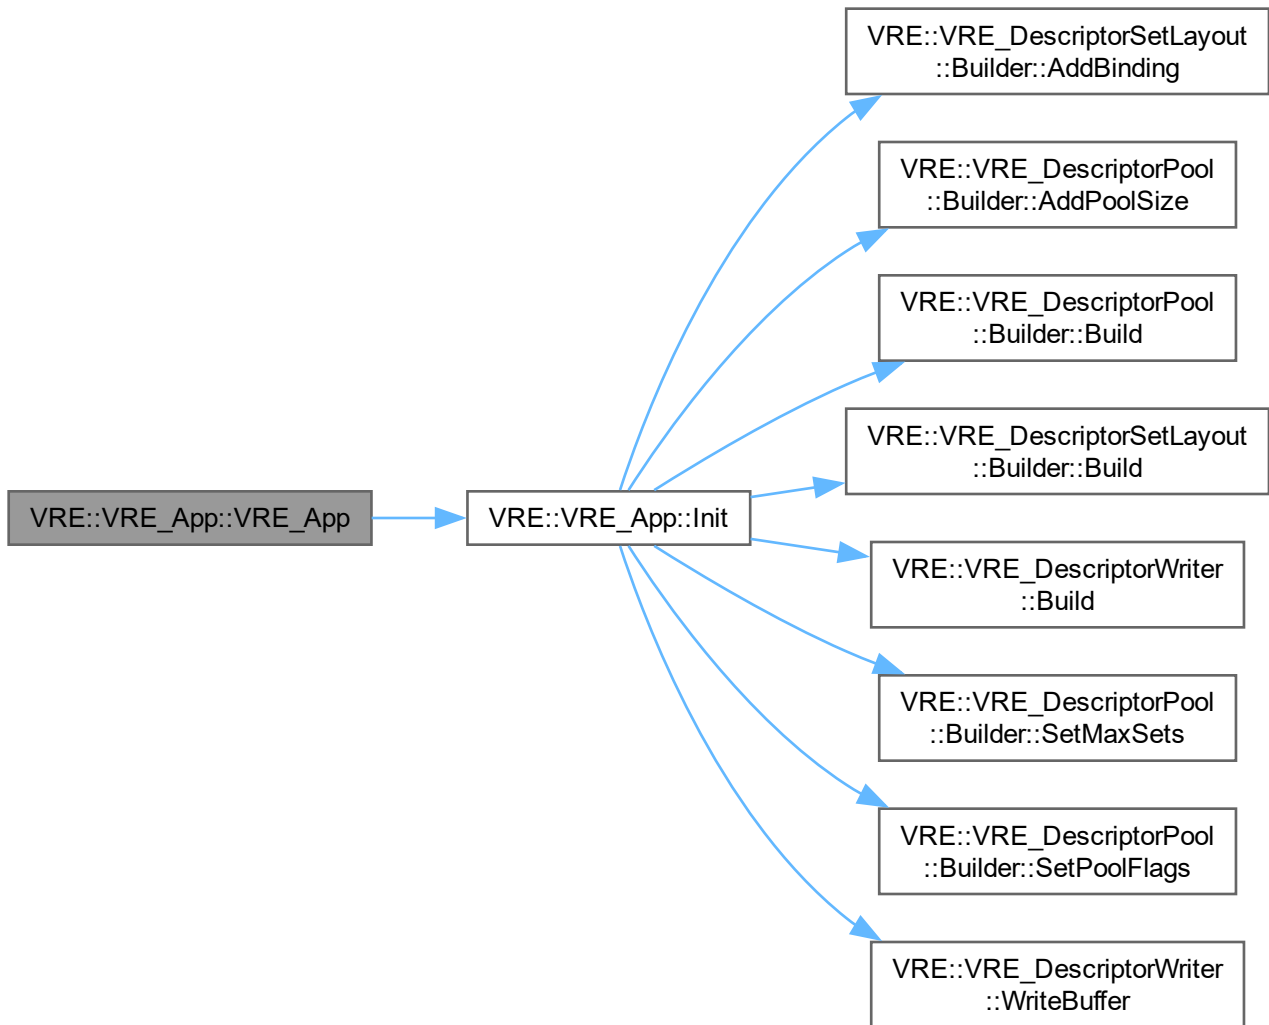 VRE::VRE_DescriptorSetLayout
::Builder::AddBinding
VRE::VRE_DescriptorPool
::Builder::AddPoolSize
VRE::VRE_DescriptorPool
::Builder::Build
VRE::VRE_DescriptorSetLayout
::Builder::Build
VRE::VRE_App::VRE_App
VRE::VRE_App::Init
VRE::VRE_DescriptorWriter
::Build
VRE::VRE_DescriptorPool
::Builder::SetMaxSets
VRE::VRE_DescriptorPool
::Builder::SetPoolFlags
VRE::VRE_DescriptorWriter
::WriteBuffer